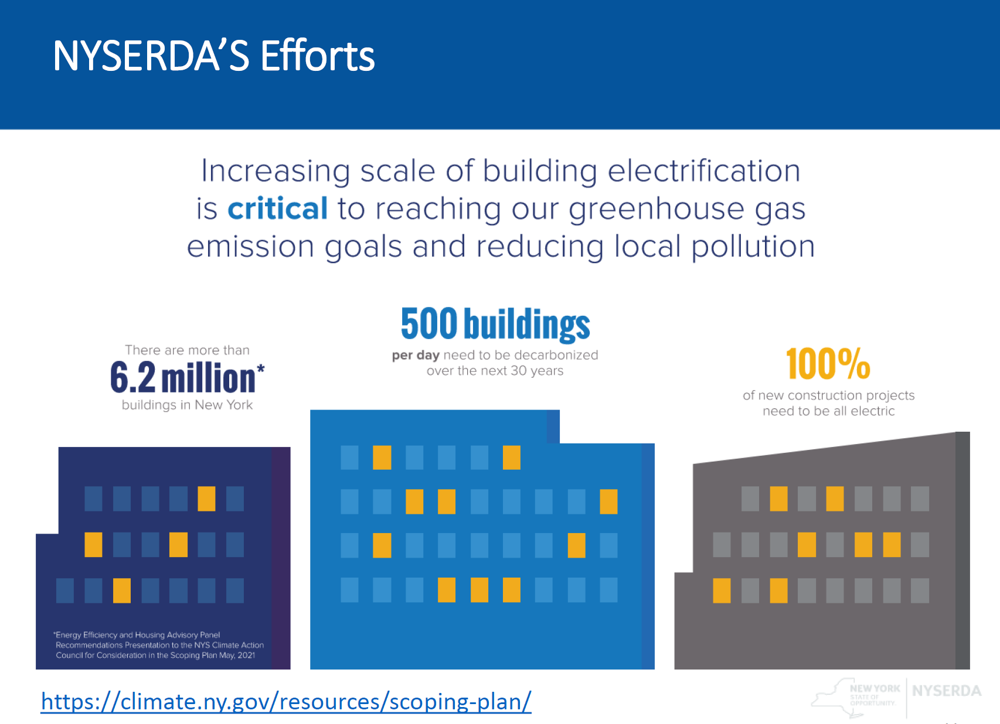 NYSERDA’S Efforts
Increasing scale of building electrification
is critical to reaching our greenhouse gas
emission goals and reducing local pollution
There are more than
6.2 million*
buildings in New York
500 buildings
per day need to be decarbonized
over the next 30 years
100%
of new construction projects
need to be all electric
*Energy Efficiency and Housing Advisory Panel
Recommendations Presentation to the NYS Climate Action
Council for Consideration in the Scoping Plan May, 2021
https://climate.ny.gov/resources/scoping-plan/
NEW YORK
STATE OF
OPPORTUNITY.
NYSERDA